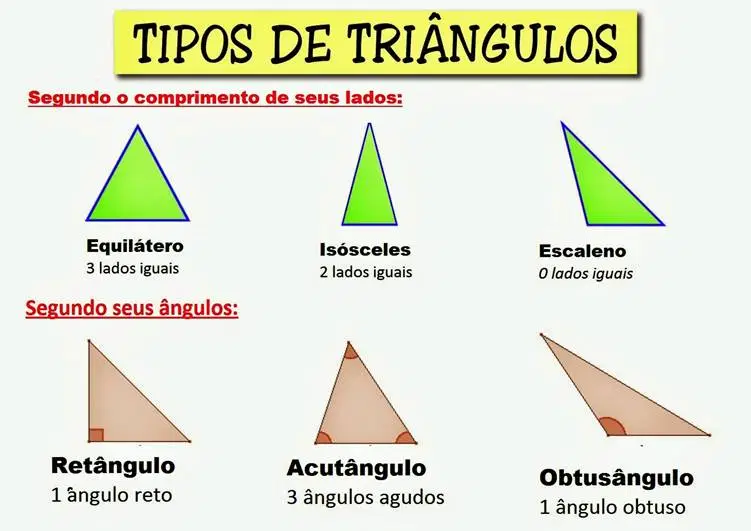 TIPOS DE TRIÂNGULOS
Segundo o comprimento de seus lados:
Equilátero
3 lados iguais
Isósceles
2 lados iguais
Escaleno
0 lados iguais
Segundo seus ângulos:
Retângulo
1 ângulo reto
Acutângulo
3 ângulos agudos
Obtusângulo
1 ângulo obtuso